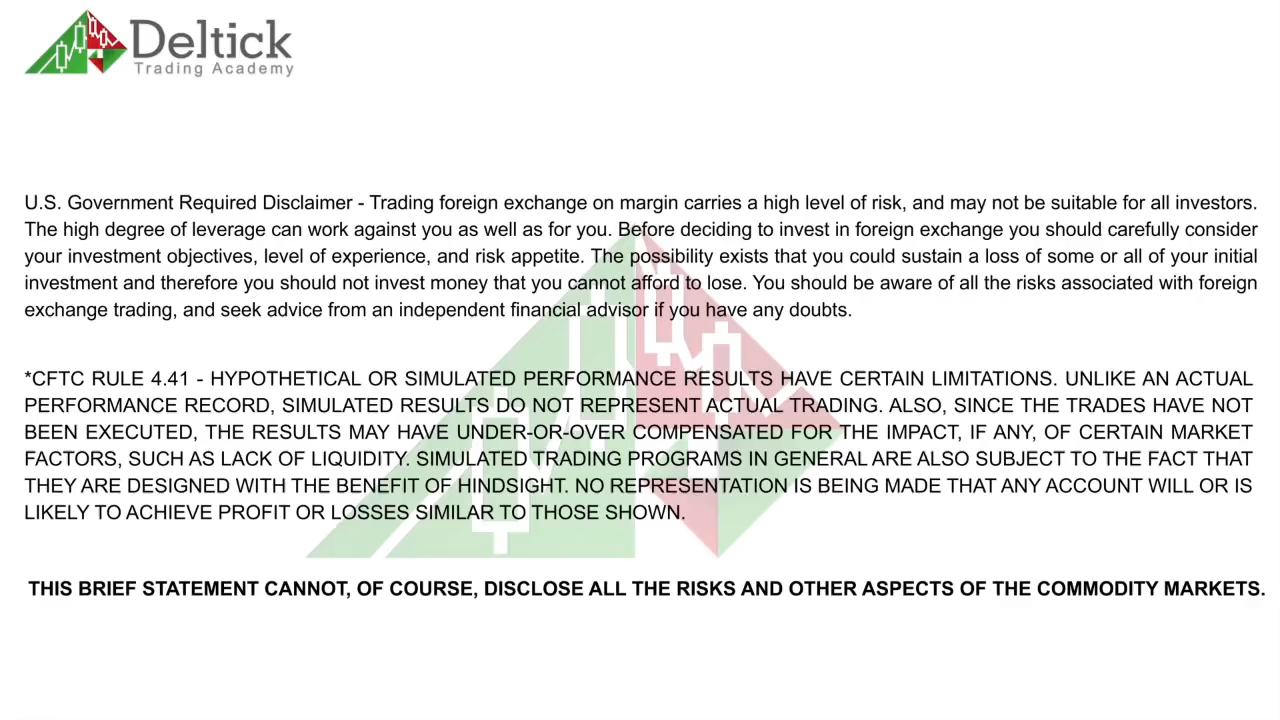 Deltick
Trading Academy
U.S. Government Required Disclaimer - Trading foreign exchange on margin carries a high level of risk, and may not be suitable for all investors.
The high degree of leverage can work against you as well as for you. Before deciding to invest in foreign exchange you should carefully consider
your investment objectives, level of experience, and risk appetite. The possibility exists that you could sustain a loss of some or all of your initial
investment and therefore you should not invest money that you cannot afford to lose. You should be aware of all the risks associated with foreign
exchange trading, and seek advice from an independent financial advisor if you have any doubts.
*CFTC RULE 4.41 - HYPOTHETICAL OR SIMULATED PERFORMANCE RESULTS HAVE CERTAIN LIMITATIONS. UNLIKE AN ACTUAL
PERFORMANCE RECORD, SIMULATED RESULTS DO NOT REPRESENT ACTUAL TRADING. ALSO, SINCE THE TRADES HAVE NOT
BEEN EXECUTED, THE RESULTS MAY HAVE UNDER-OR-OVER COMPENSATED FOR THE IMPACT, IF ANY, OF CERTAIN MARKET
FACTORS, SUCH AS LACK OF LIQUIDITY. SIMULATED TRADING PROGRAMS IN GENERAL ARE ALSO SUBJECT TO THE FACT THAT
THEY ARE DESIGNED WITH THE BENEFIT OF HINDSIGHT. NO REPRESENTATION IS BEING MADE THAT ANY ACCOUNT WILL OR IS
LIKELY TO ACHIEVE PROFIT OR LOSSES SIMILAR TO THOSE SHOWN.
THIS BRIEF STATEMENT CANNOT, OF COURSE, DISCLOSE ALL THE RISKS AND OTHER ASPECTS OF THE COMMODITY MARKETS.